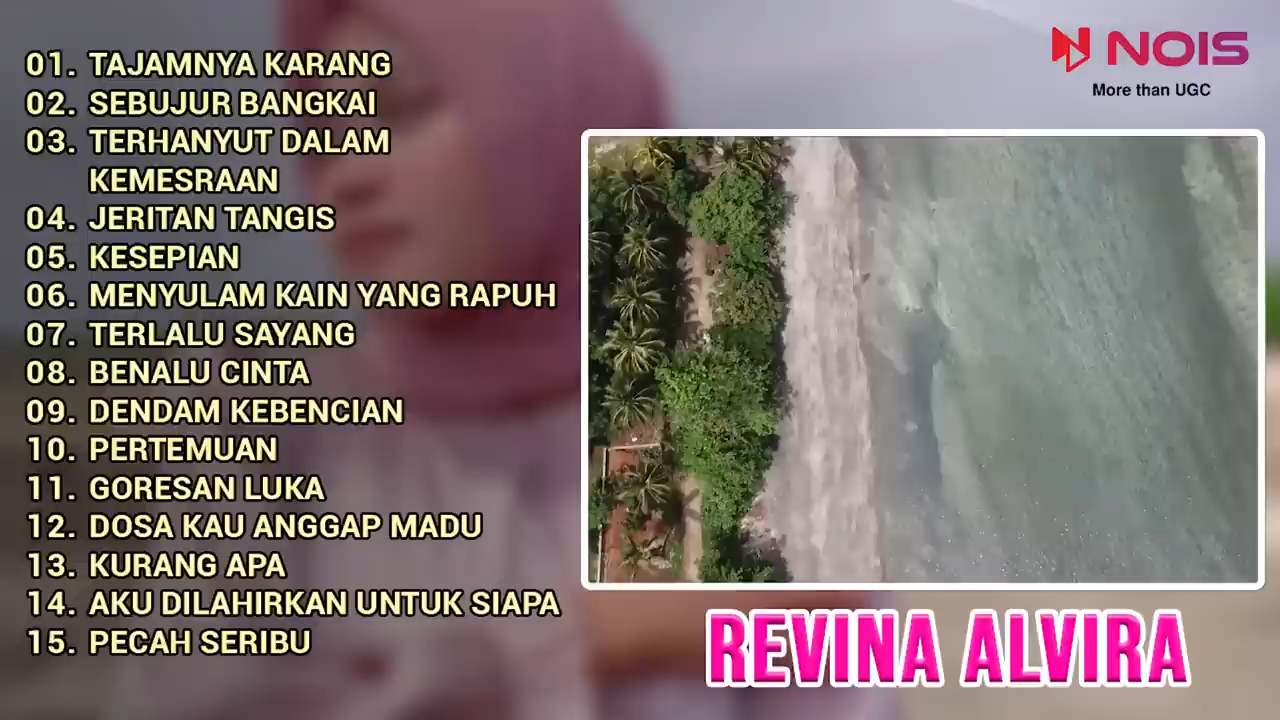 01. TAJAMNYA KARANG
02. SEBUJUR BANGKAI
03. TERHANYUT DALAM
KEMESRAAN
04. JERITAN TANGIS
05. KESEPIAN
06. MENYULAM KAIN YANG RAPUH
07. TERLALU SAYANG
08. BENALU CINTA
09. DENDAM KEBENCIAN
10. PERTEMUAN
11. GORESAN LUKA
12. DOSA KAU ANGGAP MADU
13. KURANG APA
14. AKU DILAHIRKAN UNTUK SIAPA
15. PECAH SERIBU
NOIS
More than UGC
REVINA ALVIRA